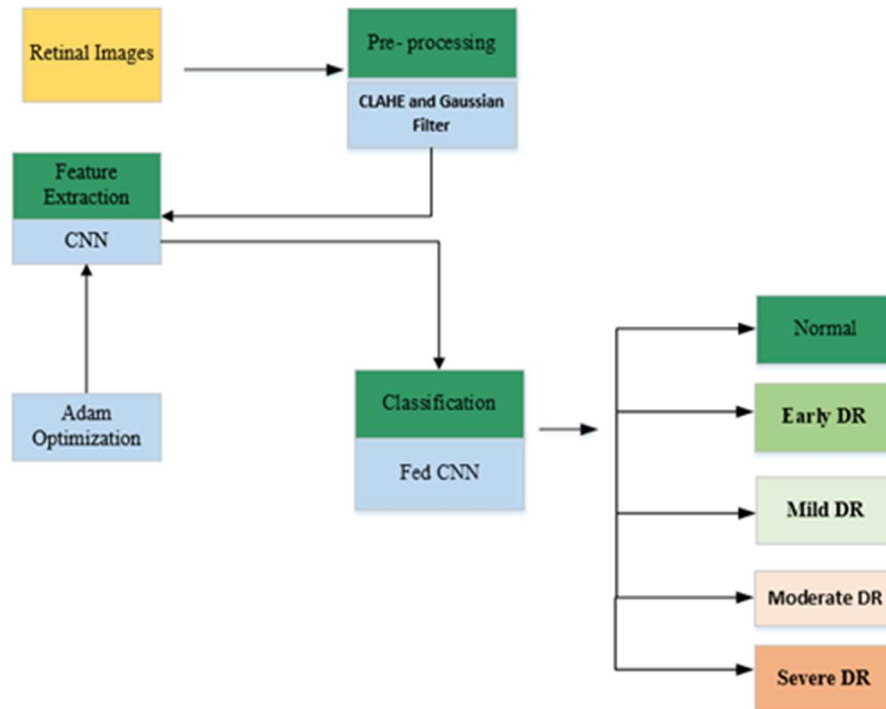 Retinal Images
Pre- processing
CLAHE and Gaussian
Filter
Feature
Extraction
CNN
Adam
Optimization
Classification
Fed CNN
Normal
Early DR
Mild DR
Moderate DR
Severe DR